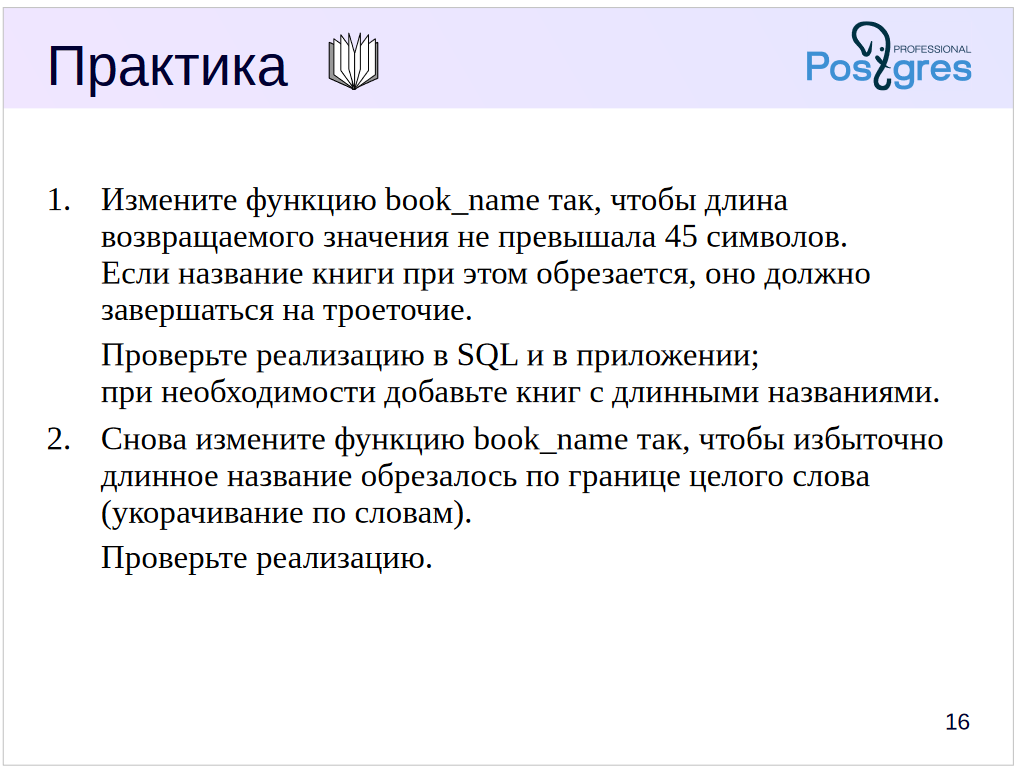 Практика
PROFESSIONAL
Postgres
1. Измените функцию book_name так, чтобы длина
возвращаемого значения не превышала 45 символов.
Если название книги при этом обрезается, оно должно
завершаться на троеточие.
Проверьте реализацию в SQL и в приложении;
при необходимости добавьте книг с длинными названиями.
2. Снова измените функцию book_name так, чтобы избыточно
длинное название обрезалось по границе целого слова
(укорачивание по словам).
Проверьте реализацию.
16